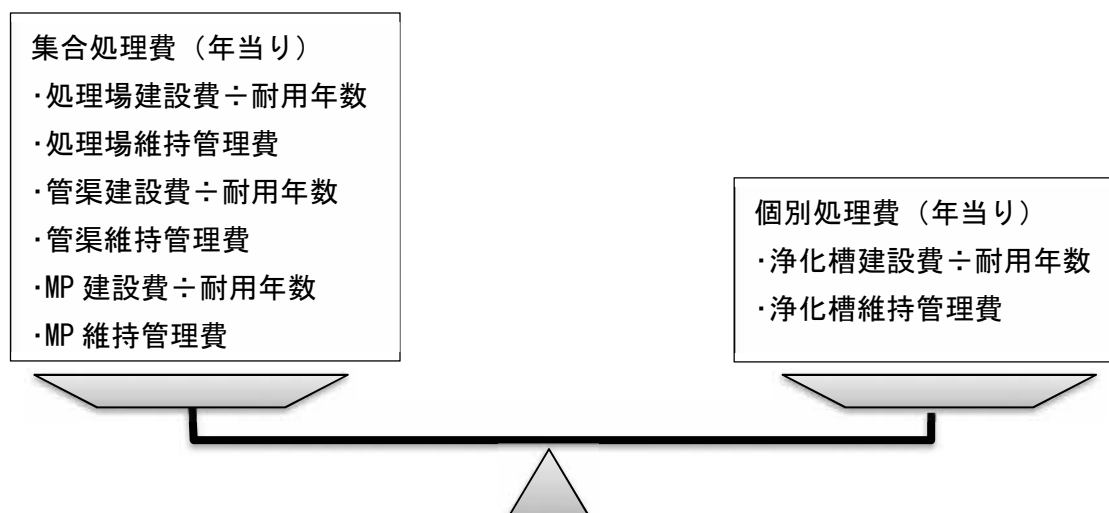 集合処理費（年当り）
・処理場建設費÷耐用年数
・処理場維持管理費
・管渠建設費÷耐用年数
・管渠維持管理費
・MP 建設費÷耐用年数
・MP 維持管理費
個別処理費（年当り）
・浄化槽建設費÷耐用年数
・浄化槽維持管理費